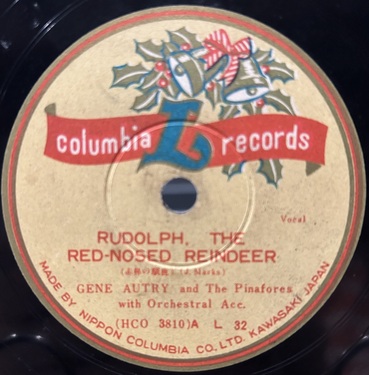 columbia L records
Vocal
RUDOLPH, THE
RED-NOSED REINDEER
(J. Marks)
GENE AUTRY and The Pinafores
with Orchestral Acc.
(HCO 3810)A L 32
MADE BY NIPPON COLUMBIA CO. LTD. KAWASAKI JAPAN